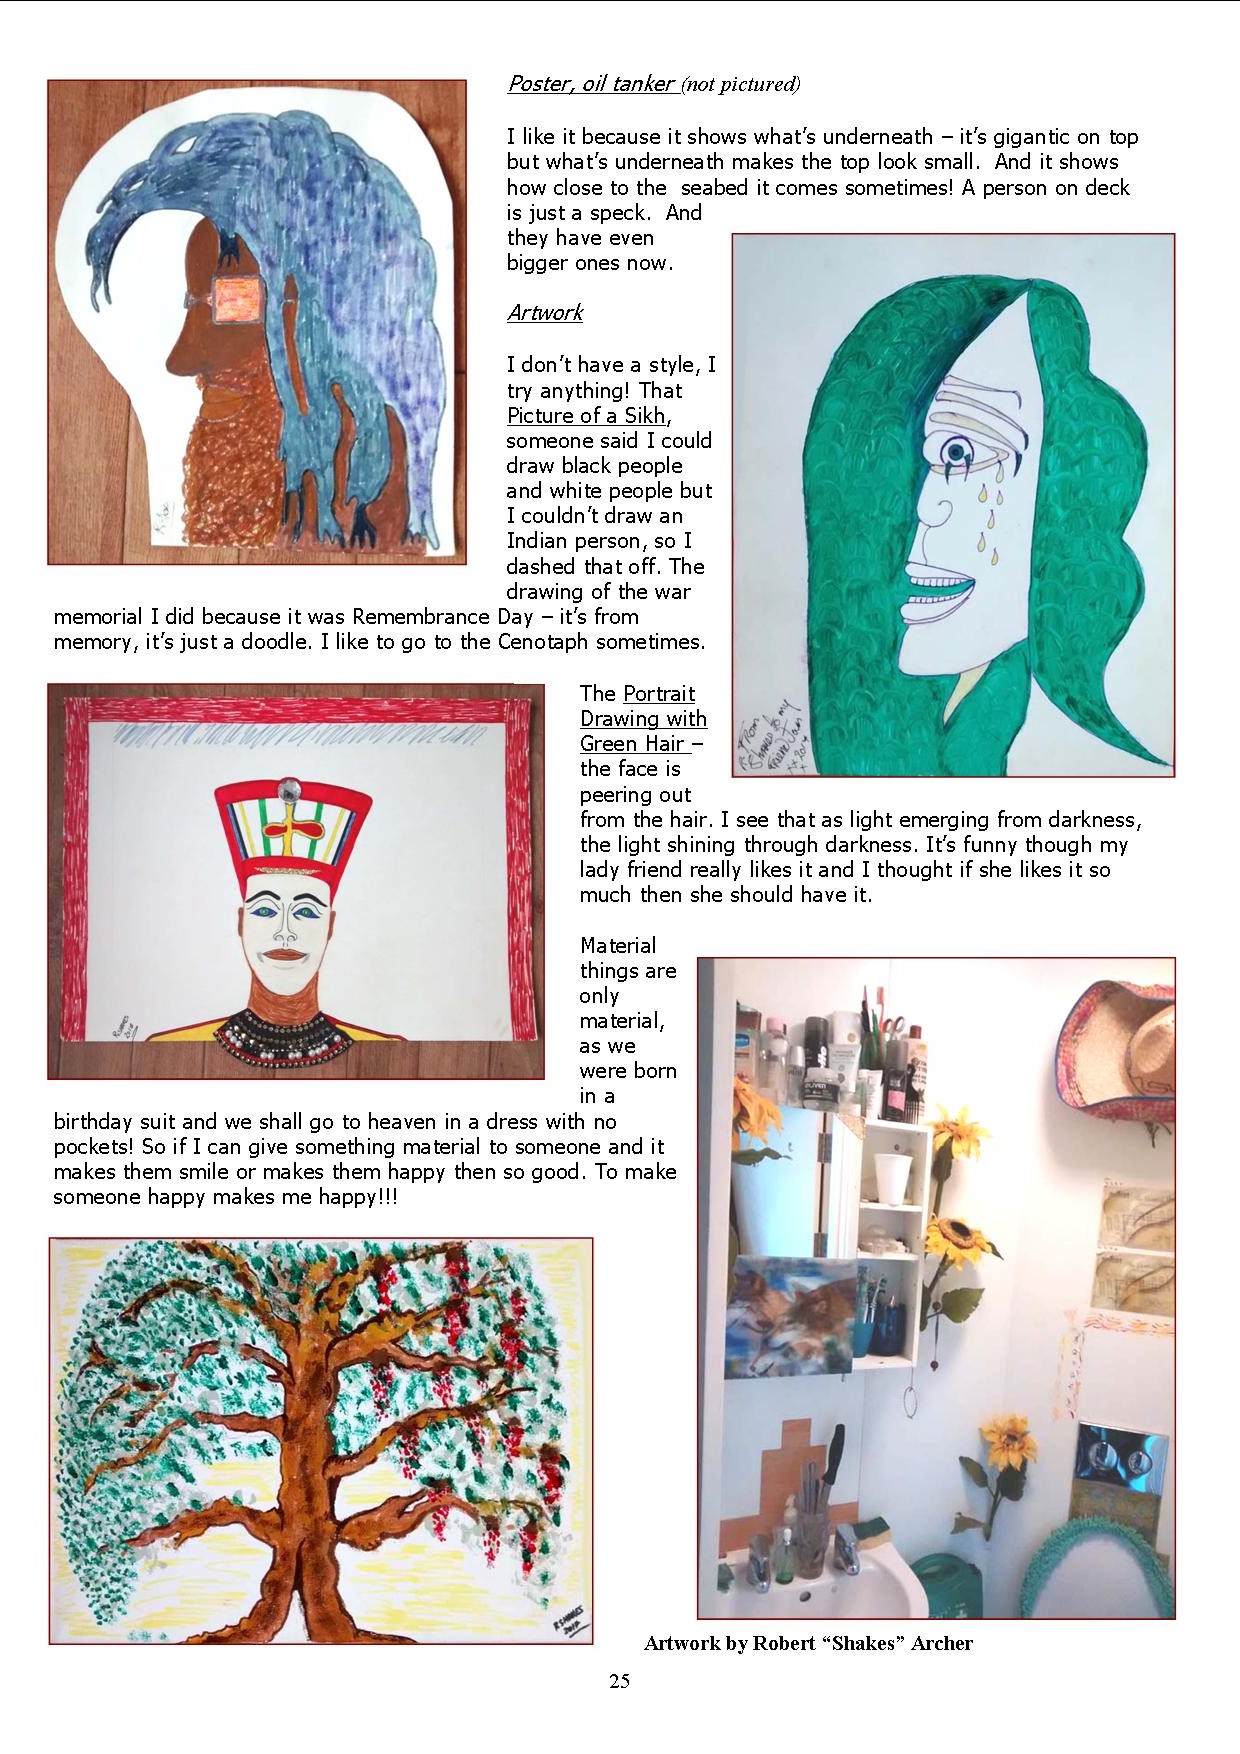 Poster, oil tanker (not pictured)
I like it because it shows what’s underneath – it’s gigantic on top
but what’s underneath makes the top look small.  And it shows
how close to the  seabed it comes sometimes! A person on deck
is just a speck.  And
they have even
bigger ones now.
Artwork
I don’t have a style, I
try anything! That
Picture of a Sikh,
someone said I could
draw black people
and white people but
I couldn’t draw an
Indian person, so I
dashed that off. The
drawing of the war
memorial I did because it was Remembrance Day – it’s from
memory, it’s just a doodle. I like to go to the Cenotaph sometimes.
The Portrait
Drawing with
Green Hair –
the face is
peering out
from the hair. I see that as light emerging from darkness,
the light shining through darkness. It’s funny though my
lady friend really likes it and I thought if she likes it so
much then she should have it.
From
Shakes to my
2014
Material
things are
only
material,
as we
were born
in a
birthday suit and we shall go to heaven in a dress with no
pockets! So if I can give something material to someone and it
makes them smile or makes them happy then so good. To make
someone happy makes me happy!!!
R SHAKES
2017
Artwork by Robert “Shakes” Archer
25